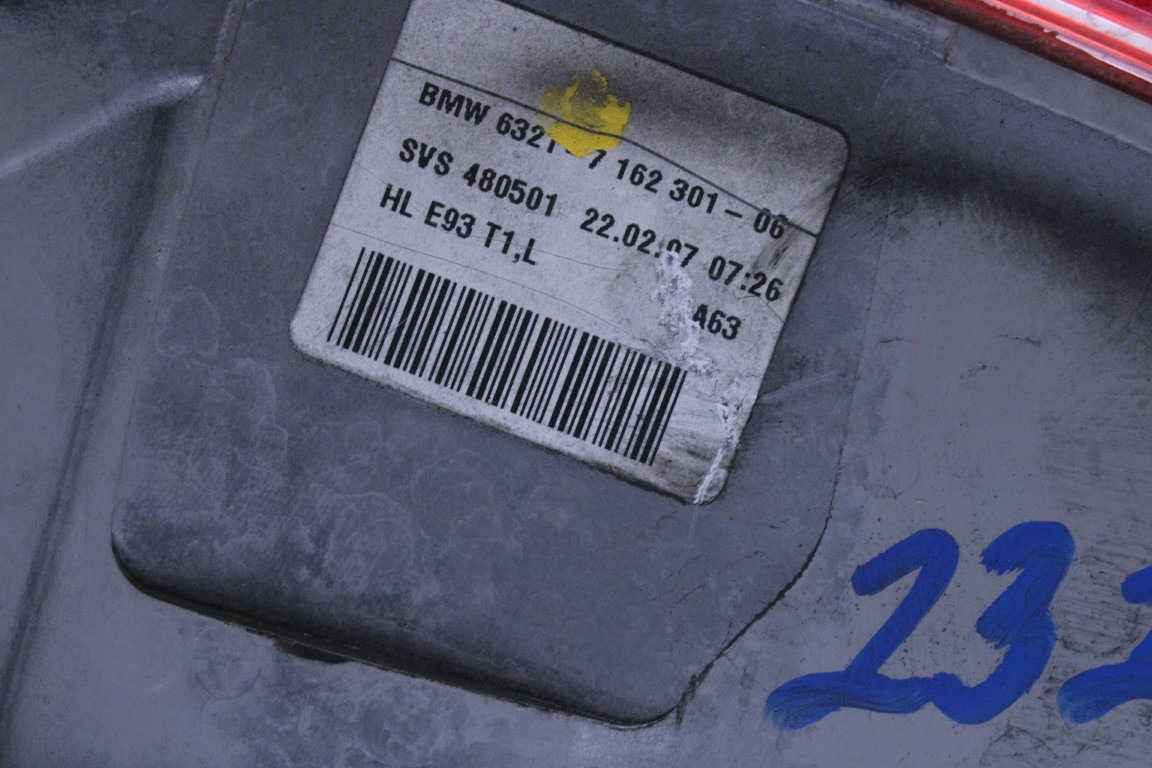 BMW 6321 - 7 162 301 - 06
SVS 480501 22.02.07 07:26
HL E93 T1,L A63
23